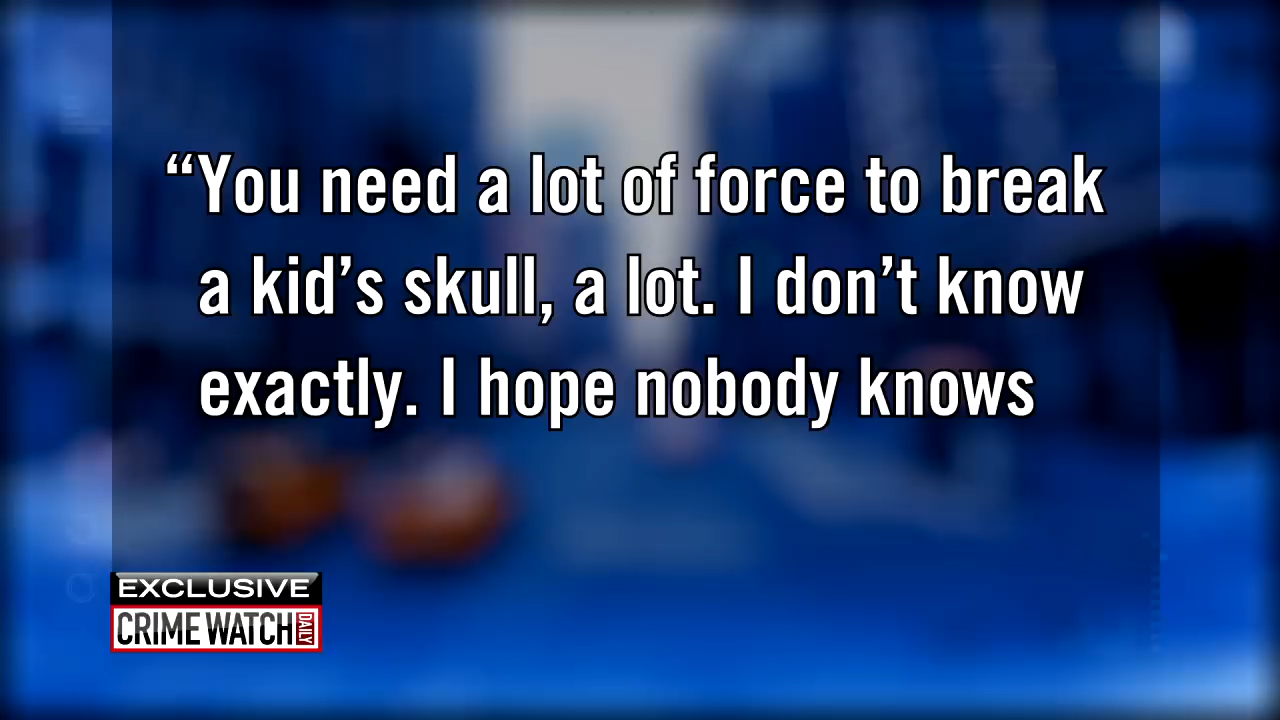 “You need a lot of force to break
a kid’s skull, a lot. I don’t know
exactly. I hope nobody knows
EXCLUSIVE
CRIME WATCH DAILY